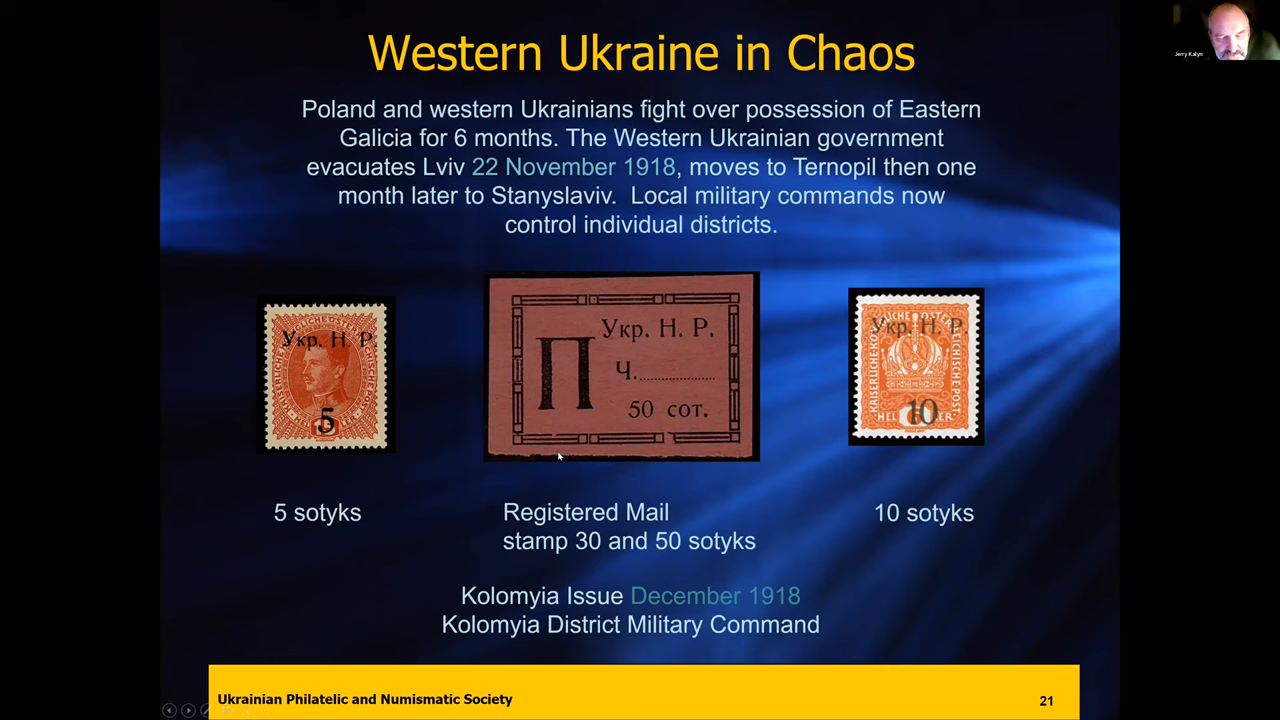 Western Ukraine in Chaos
Jerry Kalyn
Poland and western Ukrainians fight over possession of Eastern
Galicia for 6 months. The Western Ukrainian government
evacuates Lviv 22 November 1918, moves to Ternopil then one
month later to Stanyslaviv. Local military commands now
control individual districts.
Укр. Н. Р
5
Укр. Н. Р.
П
Ч.
50 сот.
Укр. Н. Р
10
5 sotyks
Registered Mail
stamp 30 and 50 sotyks
10 sotyks
Kolomyia Issue December 1918
Kolomyia District Military Command
Ukrainian Philatelic and Numismatic Society
21